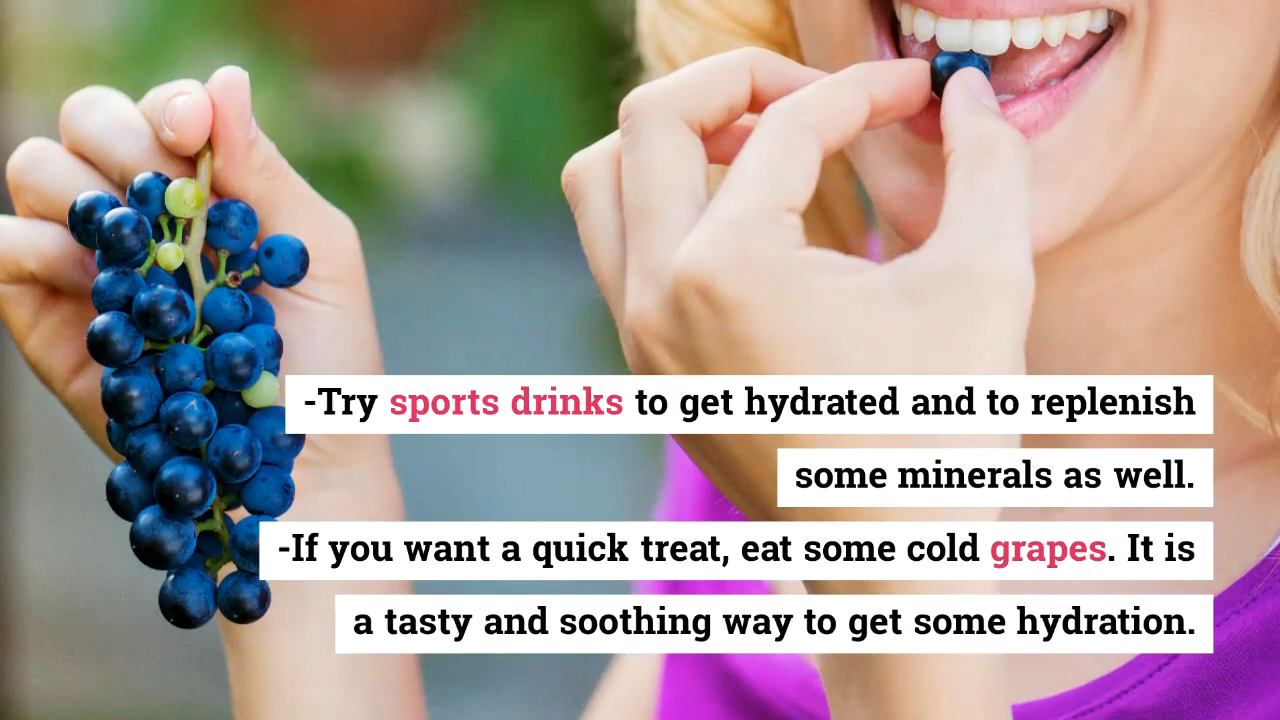 -Try sports drinks to get hydrated and to replenish
some minerals as well.
-If you want a quick treat, eat some cold grapes. It is
a tasty and soothing way to get some hydration.